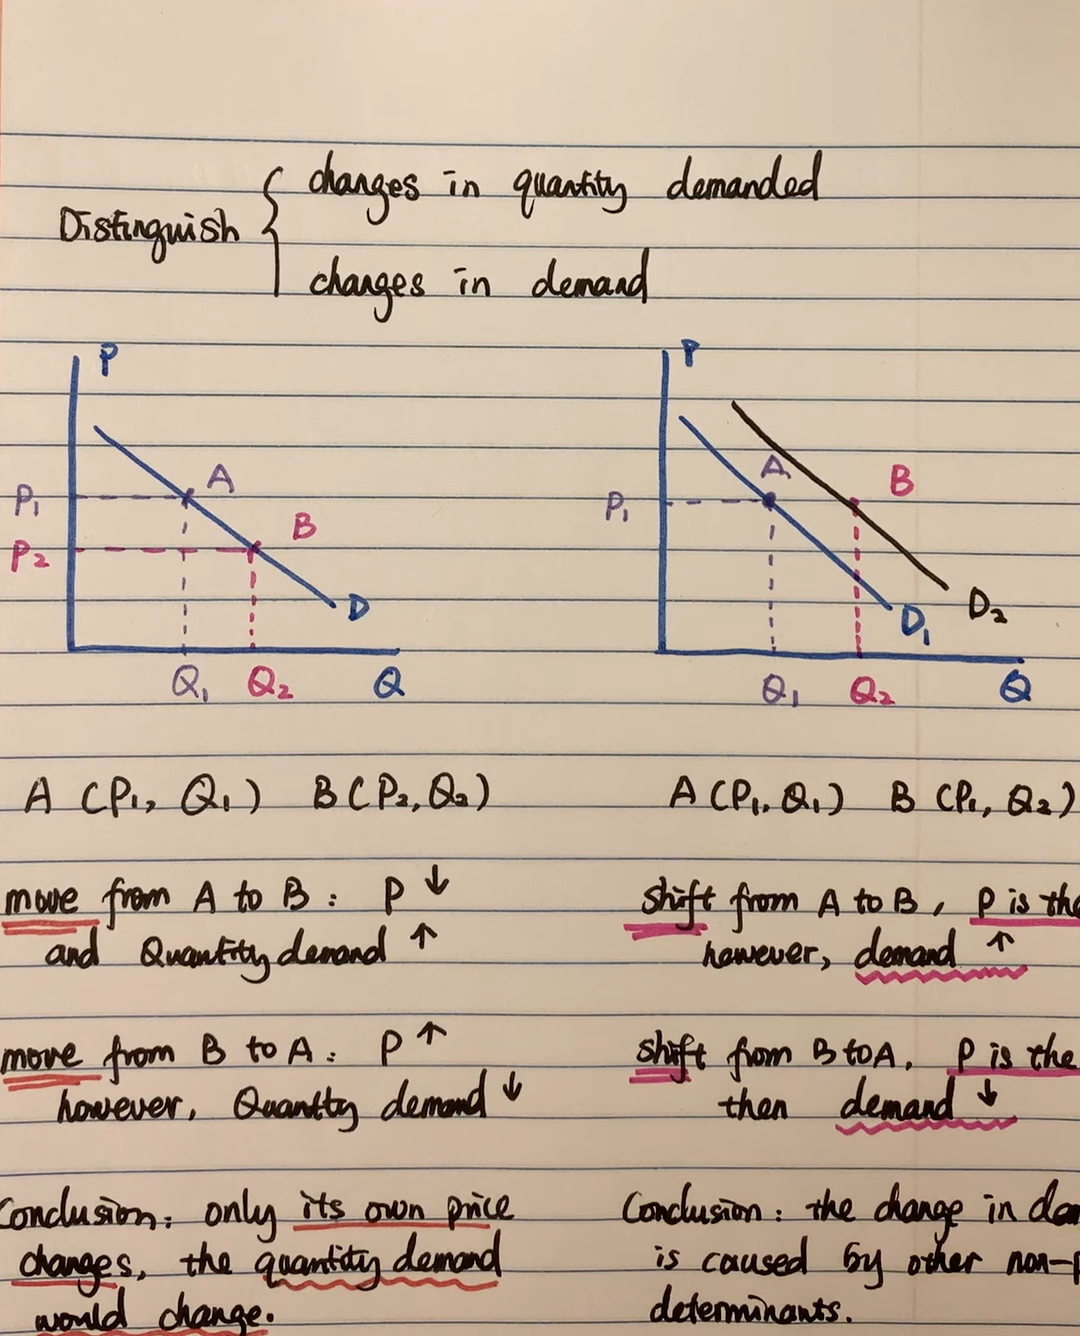 Distinguish
changes in quantity demanded
changes in demand
P
A
B
P1
P2
D
Q1 Q2 Q
P
A
B
P1
D1
D2
Q1 Q2 Q
A (P1, Q1) B (P2, Q2)
move from A to B : P ↓
and Quantity demand ↑
move from B to A : P ↑
however, Quantity demand ↓
Conclusion: only its own price
changes, the quantity demand
would change.
A (P1, Q1) B (P1, Q2)
shift from A to B, P is the
however, demand ↑
shift from B to A, P is the
then demand ↓
Conclusion: the change in
is caused by other
determinants.